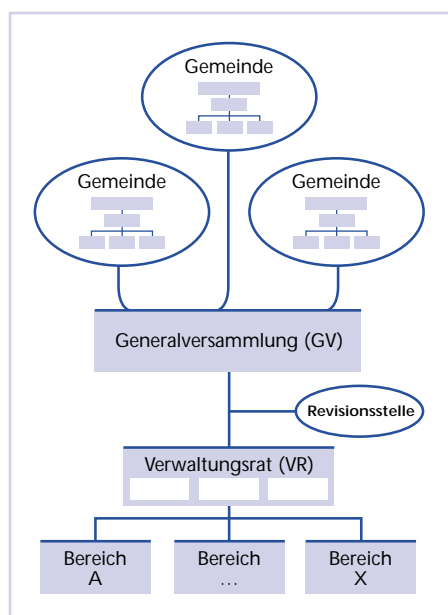 Gemeinde
Gemeinde
Gemeinde
Generalversammlung (GV)
Revisionsstelle
Verwaltungsrat (VR)
Bereich
A
Bereich
...
Bereich
X